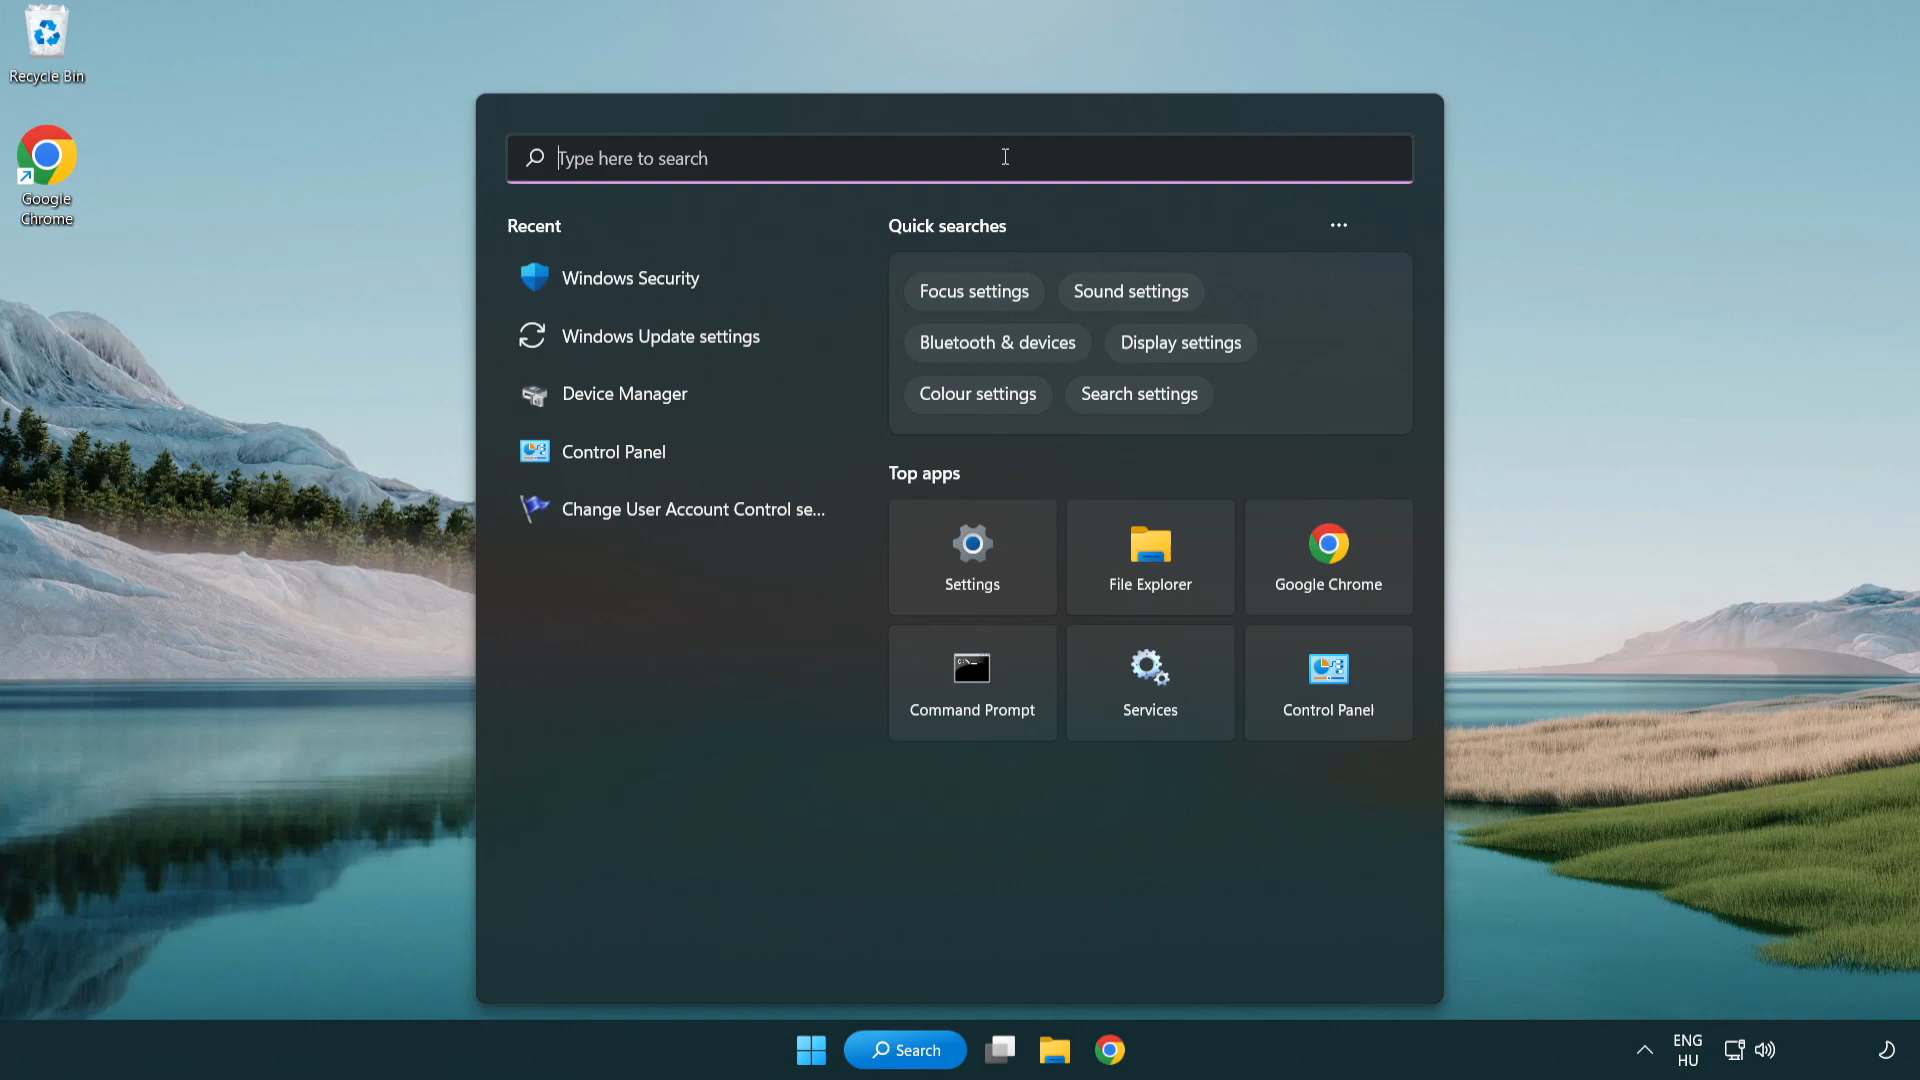 Recycle Bin
Google
Chrome
Type here to search
Recent
Windows Security
Windows Update settings
Device Manager
Control Panel
Change User Account Control se...
Quick searches
Focus settings
Sound settings
Bluetooth & devices
Display settings
Colour settings
Search settings
Top apps
Settings
File Explorer
Google Chrome
Command Prompt
Services
Control Panel
Search
ENG
HU